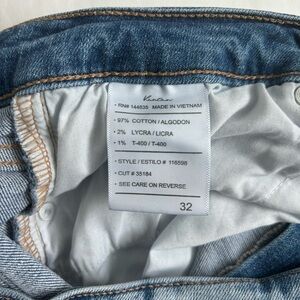 • RN# 144635  MADE IN VIETNAM
• 97% COTTON / ALGODON
• 2% LYCRA / LICRA
• 1% T-400 / T-400
• STYLE / ESTILO # 116598
• CUT # 35184
• SEE CARE ON REVERSE
32